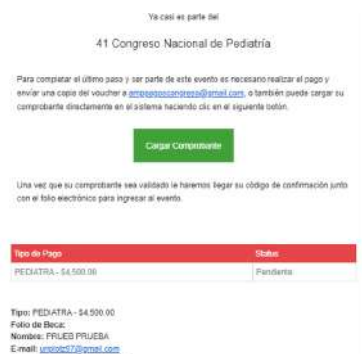 Ya casi es parte del
41 Congreso Nacional de Pediatría
Para completar el último paso y ser parte de este evento es necesario realizar el pago y
enviar una copia del voucher a amppagoscongreso@gmail.com, o también puede cargar su
comprobante directamente en el sistema haciendo clic en el siguiente botón.
Cargar Comprobante
Una vez que su comprobante sea validado le haremos llegar su código de confirmación junto
con el folio electrónico para ingresar al evento.
Tipo de Pago Status
PEDIATRA - $4,500.00 Pendiente
Tipo: PEDIATRA - $4,500.00
Folio de Beca:
Nombre: PRUEB PRUEBA
E-mail: